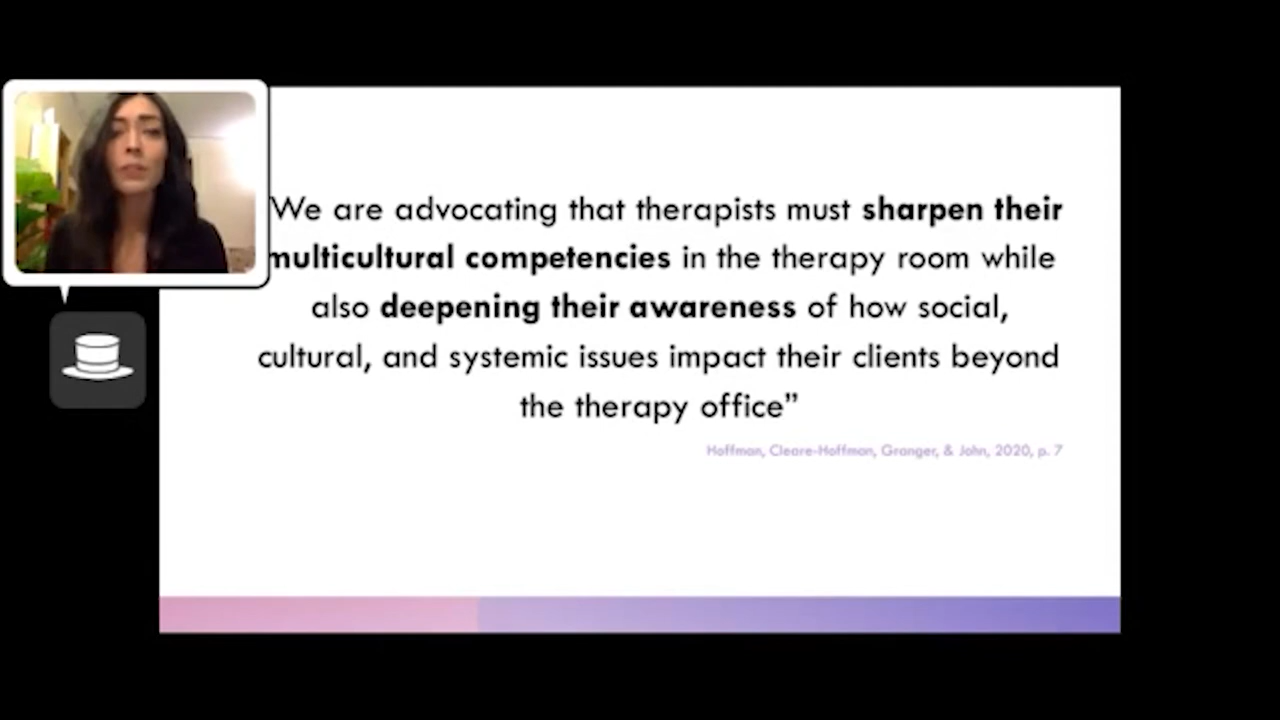 We are advocating that therapists must sharpen their
multicultural competencies in the therapy room while
also deepening their awareness of how social,
cultural, and systemic issues impact their clients beyond
the therapy office”
Hoffman, Cleare-Hoffman, Granger, & John, 2020, p. 7